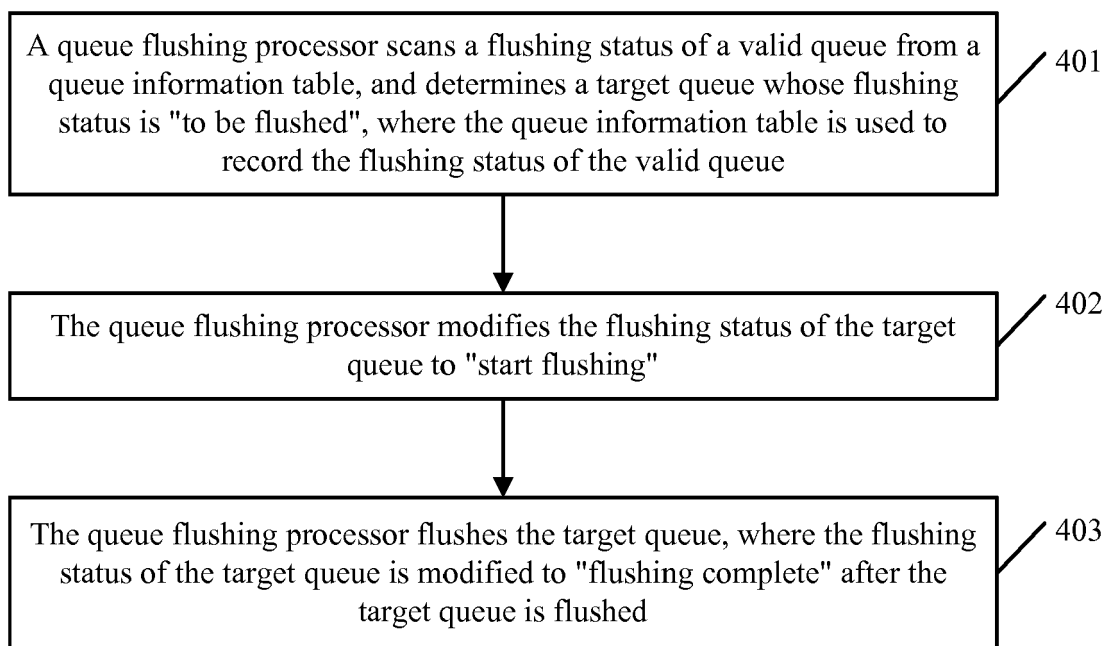 A queue flushing processor scans a flushing status of a valid queue from a
queue information table, and determines a target queue whose flushing
status is "to be flushed", where the queue information table is used to
record the flushing status of the valid queue
401
The queue flushing processor modifies the flushing status of the target
queue to "start flushing"
402
The queue flushing processor flushes the target queue, where the flushing
status of the target queue is modified to "flushing complete" after the
target queue is flushed
403